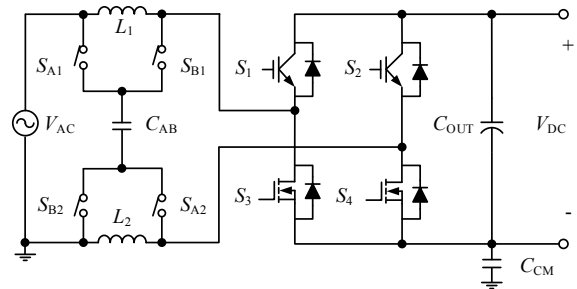 L1
SA1
SB1
S1
S2
+
VAC
CAB
COUT
VDC
SB2
L2
SA2
S3
S4
-
CCM